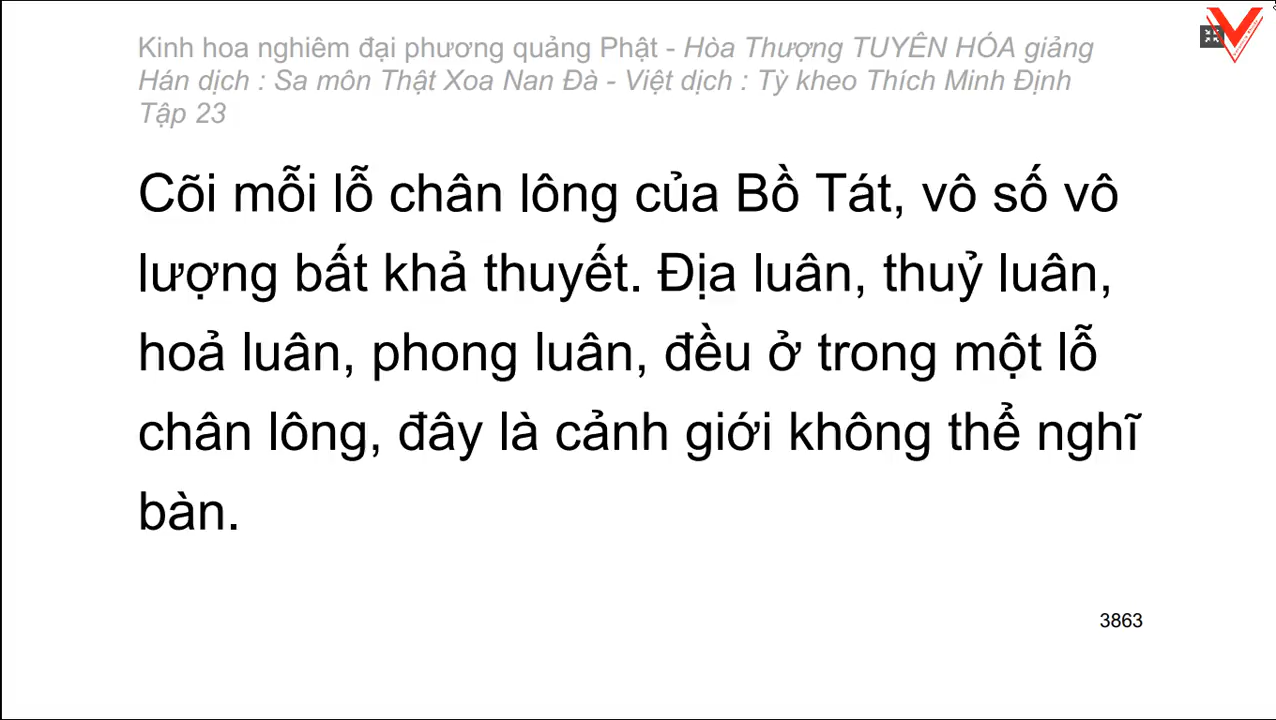 Kinh hoa nghiêm đại phương quảng Phật - Hòa Thượng TUYÊN HÓA giảng
Hán dịch : Sa môn Thật Xoa Nan Đà - Việt dịch : Tỳ kheo Thích Minh Định
Tập 23
Cõi mỗi lỗ chân lông của Bồ Tát, vô số vô
lượng bất khả thuyết. Địa luân, thuỷ luân,
hoả luân, phong luân, đều ở trong một lỗ
chân lông, đây là cảnh giới không thể nghĩ
bàn.
3863